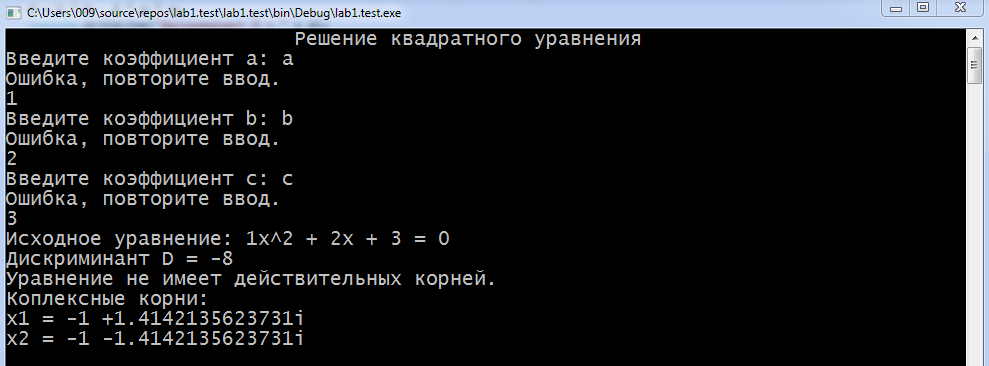 C:\Users\009\source\repos\lab1.test\lab1.test\bin\Debug\lab1.test.exe
Решение квадратного уравнения
Введите коэффициент a: a
Ошибка, повторите ввод.
1
Введите коэффициент b: b
Ошибка, повторите ввод.
2
Введите коэффициент c: c
Ошибка, повторите ввод.
3
Исходное уравнение: 1x^2 + 2x + 3 = 0
Дискриминант D = -8
Уравнение не имеет действительных корней.
Коплексные корни:
x1 = -1 +1.4142135623731i
x2 = -1 -1.4142135623731i